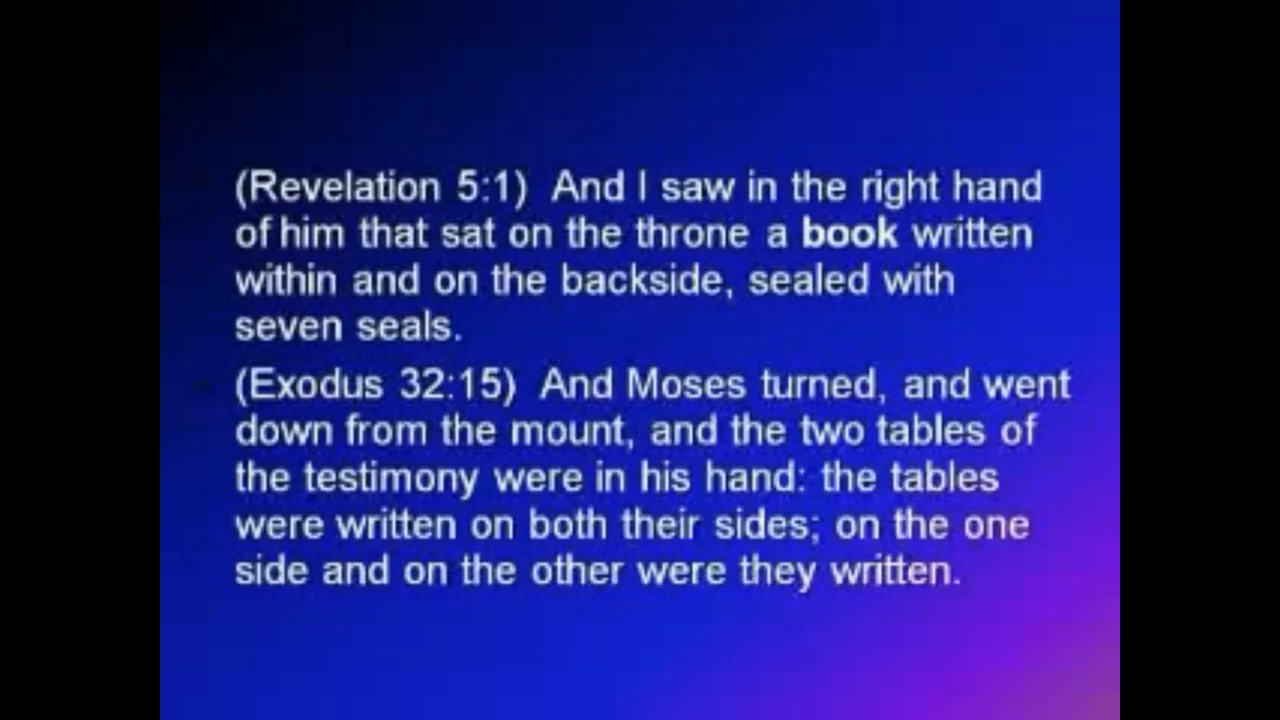 (Revelation 5:1)  And I saw in the right hand
of him that sat on the throne a book written
within and on the backside, sealed with
seven seals.
(Exodus 32:15)  And Moses turned, and went
down from the mount, and the two tables of
the testimony were in his hand: the tables
were written on both their sides; on the one
side and on the other were they written.